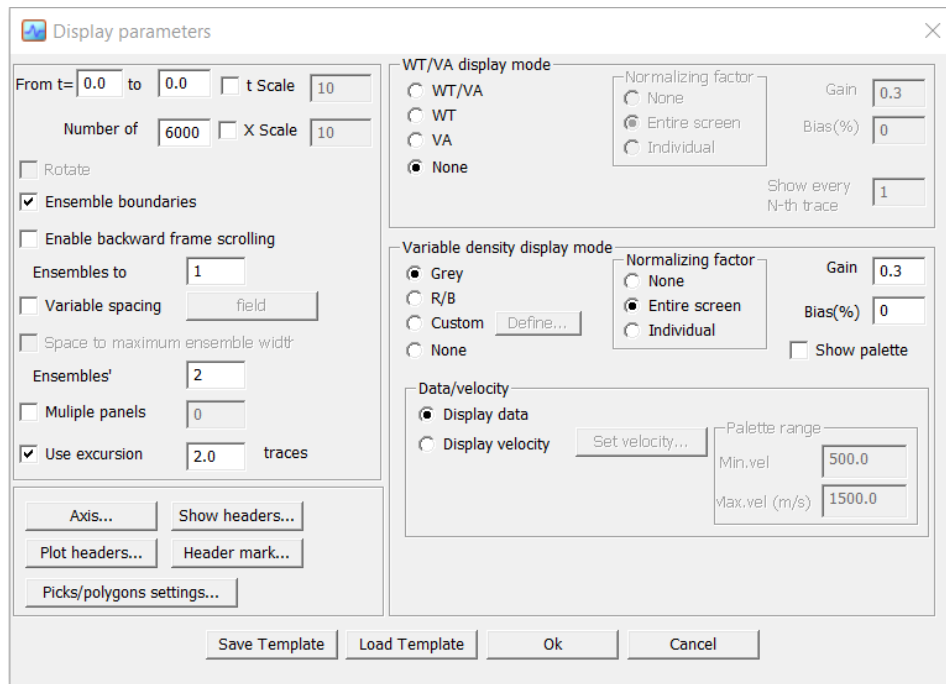 Display parameters
From t= 0.0 to 0.0 t Scale 10
Number of 6000 X Scale 10
Rotate
Ensemble boundaries
Enable backward frame scrolling
Ensembles to 1
Variable spacing field
Space to maximum ensemble width
Ensembles' 2
Muliple panels 0
Use excursion 2.0 traces
Axis... Show headers...
Plot headers... Header mark...
Picks/polygons settings...
WT/VA display mode
WT/VA
WT
VA
None
Normalizing factor
None
Entire screen
Individual
Gain 0.3
Bias(%) 0
Show every
N-th trace 1
Variable density display mode
Grey
R/B
Custom Define...
None
Normalizing factor
None
Entire screen
Individual
Gain 0.3
Bias(%) 0
Show palette
Data/velocity
Display data
Display velocity Set velocity...
Palette range
Min.vel 500.0
Max.vel (m/s) 1500.0
Save Template Load Template Ok Cancel